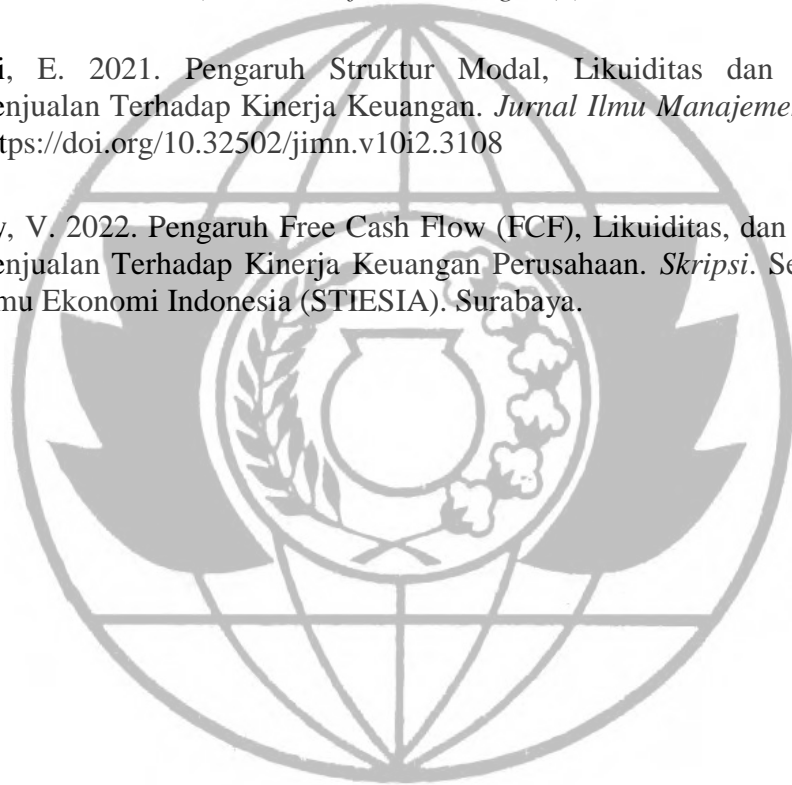 i, E. 2021. Pengaruh Struktur Modal, Likuiditas dan
enjualan Terhadap Kinerja Keuangan. Jurnal Ilmu Manajeme
tps://doi.org/10.32502/jimn.v10i2.3108
, V. 2022. Pengaruh Free Cash Flow (FCF), Likuiditas, dan
enjualan Terhadap Kinerja Keuangan Perusahaan. Skripsi. Se
mu Ekonomi Indonesia (STIESIA). Surabaya.